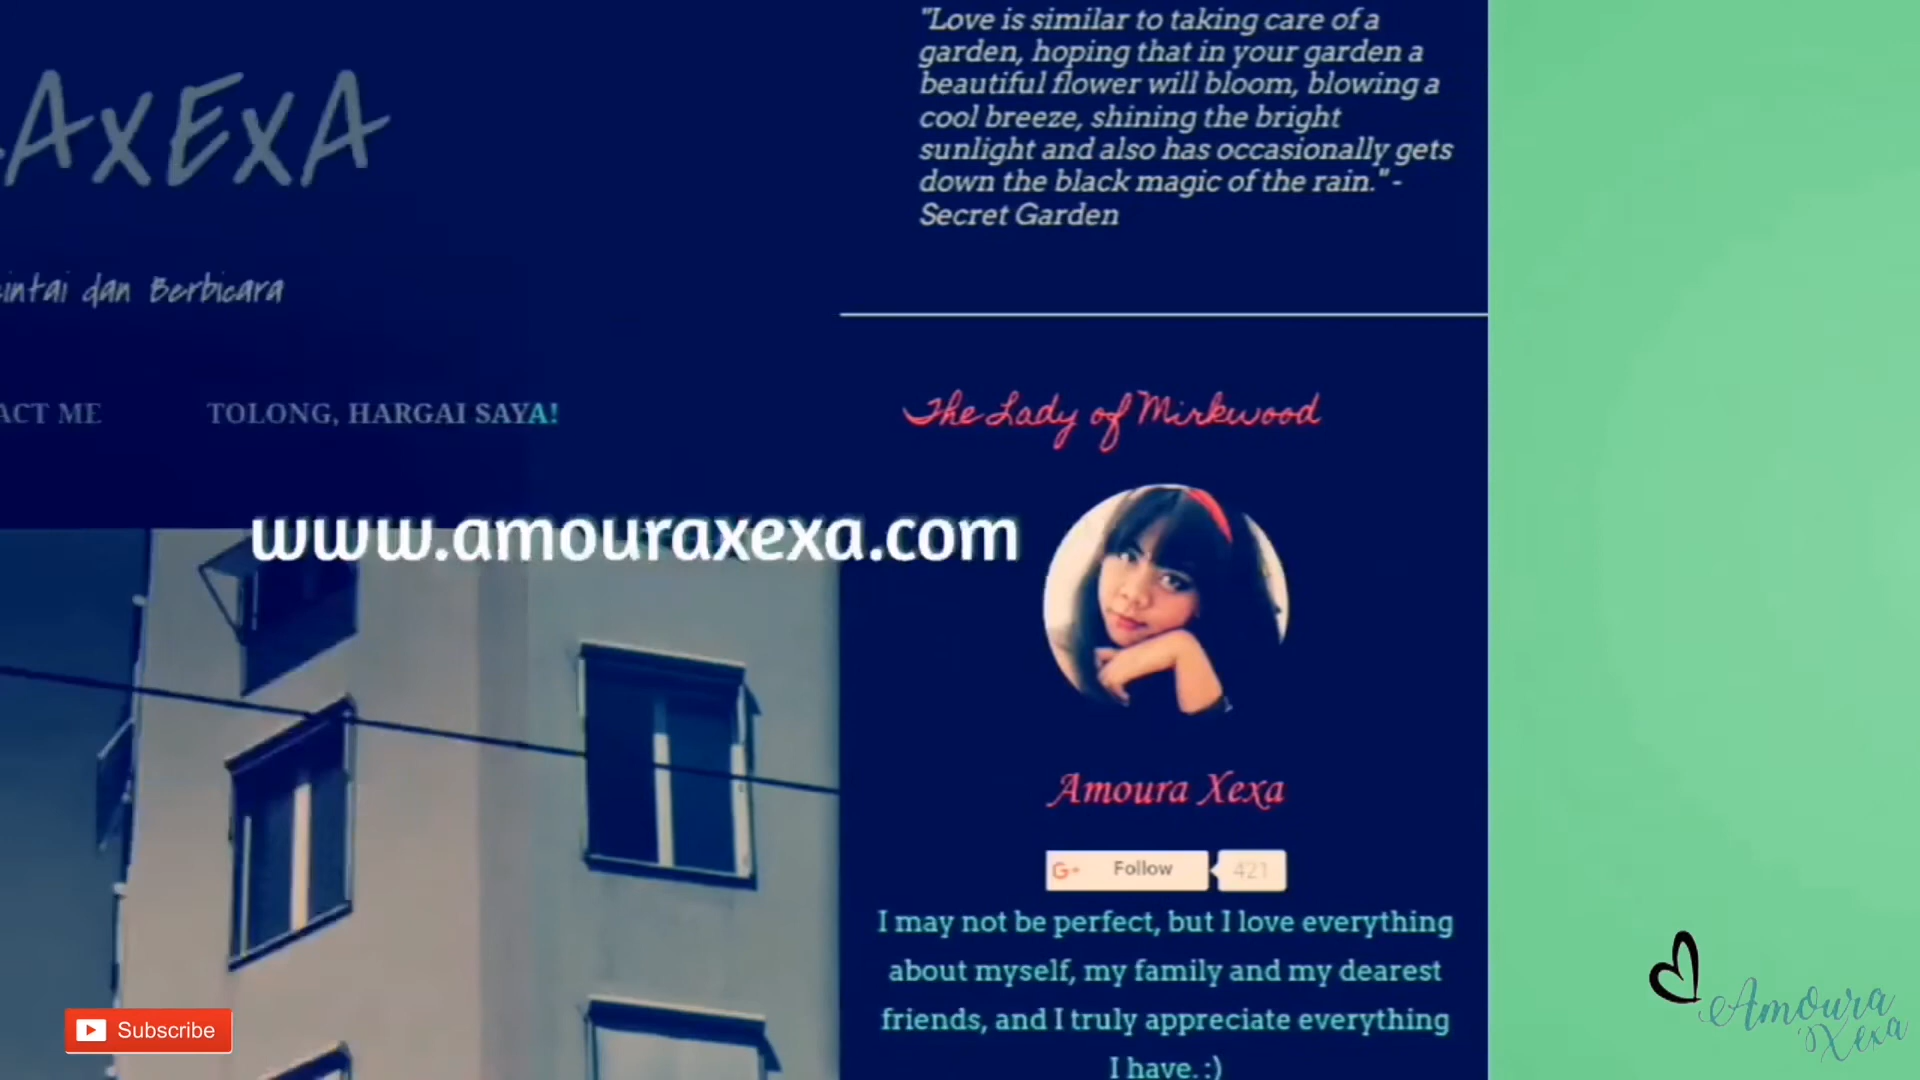 "Love is similar to taking care of a
garden, hoping that in your garden a
beautiful flower will bloom, blowing a
cool breeze, shining the bright
sunlight and also has occasionally gets
down the black magic of the rain." -
Secret Garden
AXEXA
dan Berbicara
ME
TOLONG, HARGAI SAYA!
The Lady of Mirkwood
www.amouraxexa.com
Amoura Xexa
G+ Follow 421
I may not be perfect, but I love everything
about myself, my family and my dearest
friends, and I truly appreciate everything
I have. :)
Subscribe
Amoura
Xexa